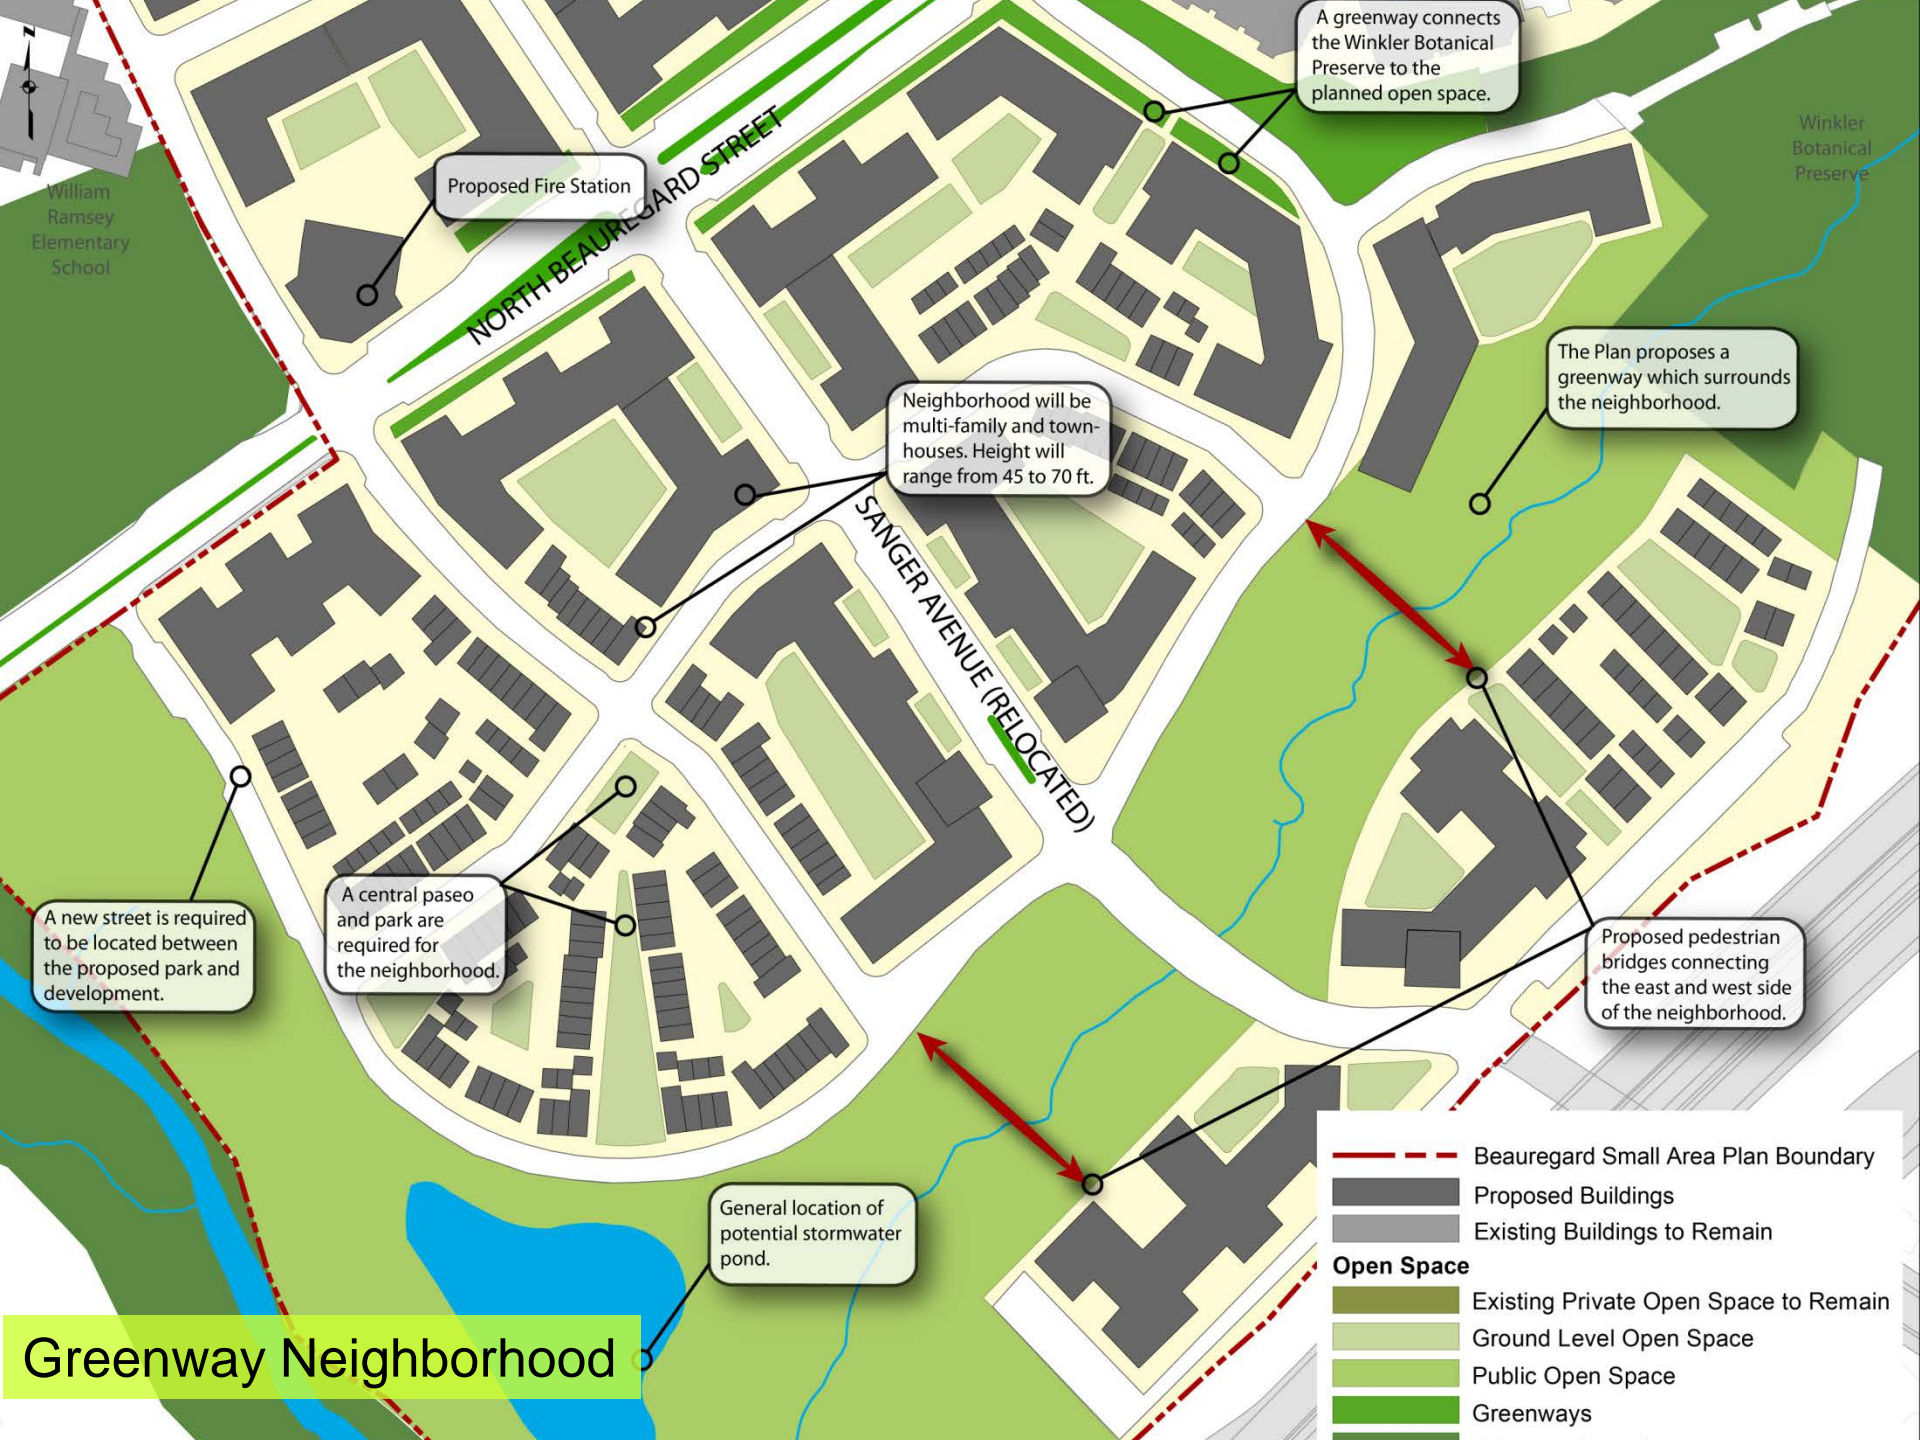 A greenway connects
the Winkler Botanical
Preserve to the
planned open space.
Winkler
Botanical
Preserve
Proposed Fire Station
William
Ramsey
Elementary
School
NORTH BEAUREGARD STREET
The Plan proposes a
greenway which surrounds
the neighborhood.
Neighborhood will be
multi-family and town-
houses. Height will
range from 45 to 70 ft.
SANGER AVENUE (RELOCATED)
A new street is required
to be located between
the proposed park and
development.
A central paseo
and park are
required for
the neighborhood.
Proposed pedestrian
bridges connecting
the east and west side
of the neighborhood.
General location of
potential stormwater
pond.
Greenway Neighborhood
Beauregard Small Area Plan Boundary
Proposed Buildings
Existing Buildings to Remain
Open Space
Existing Private Open Space to Remain
Ground Level Open Space
Public Open Space
Greenways